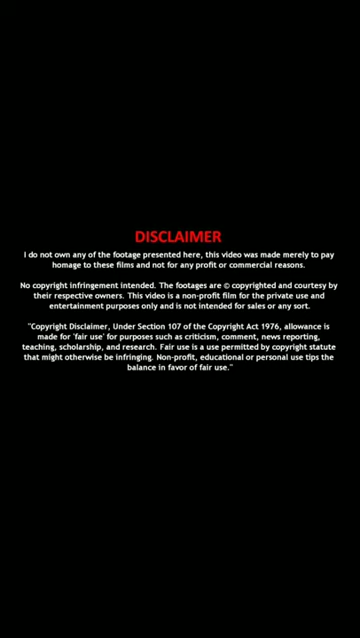 DISCLAIMER
I do not own any of the footage presented here, this video was made merely to pay
homage to these films and not for any profit or commercial reasons.
No copyright infringement intended. The footages are © copyrighted and courtesy by
their respective owners. This video is a non-profit film for the private use and
entertainment purposes only and is not intended for sales or any sort.
"Copyright Disclaimer, Under Section 107 of the Copyright Act 1976, allowance is
made for 'fair use' for purposes such as criticism, comment, news reporting,
teaching, scholarship, and research. Fair use is a use permitted by copyright statute
that might otherwise be infringing. Non-profit, educational or personal use tips the
balance in favor of fair use."